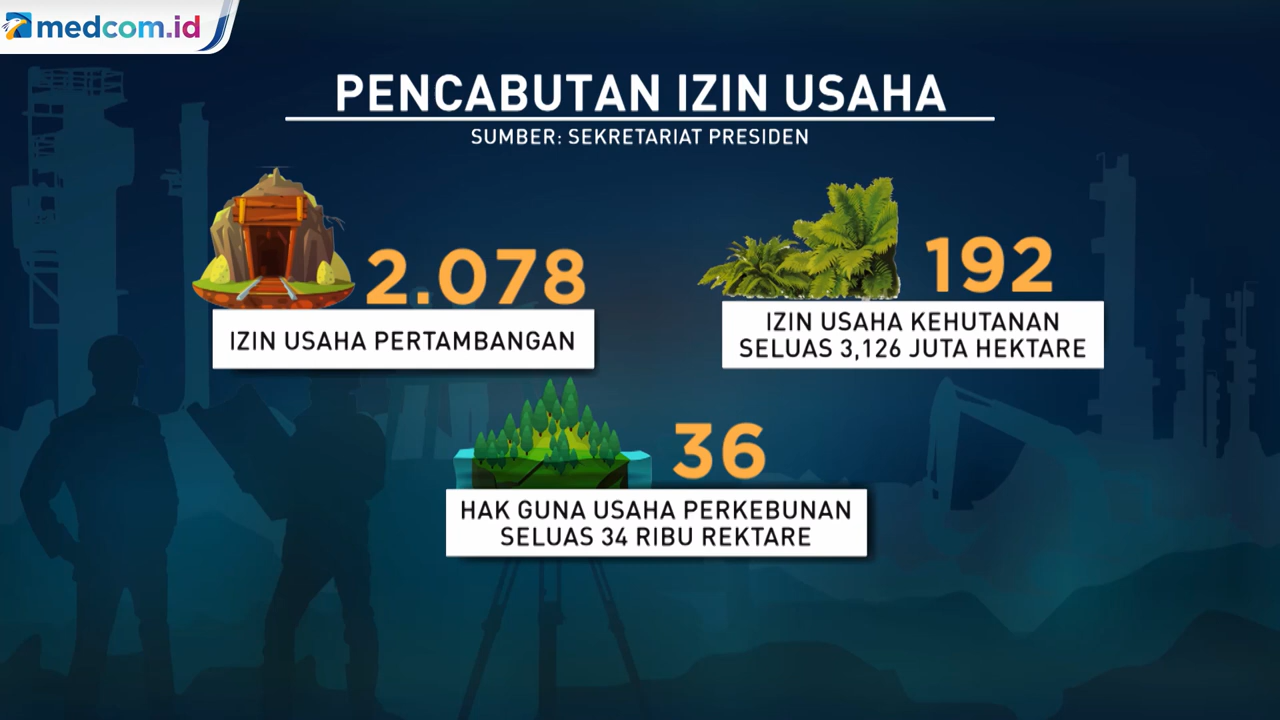 medcom.id
PENCABUTAN IZIN USAHA
SUMBER: SEKRETARIAT PRESIDEN
2.078
IZIN USAHA PERTAMBANGAN
192
IZIN USAHA KEHUTANAN
SELUAS 3,126 JUTA HEKTARE
36
HAK GUNA USAHA PERKEBUNAN
SELUAS 34 RIBU REKTARE